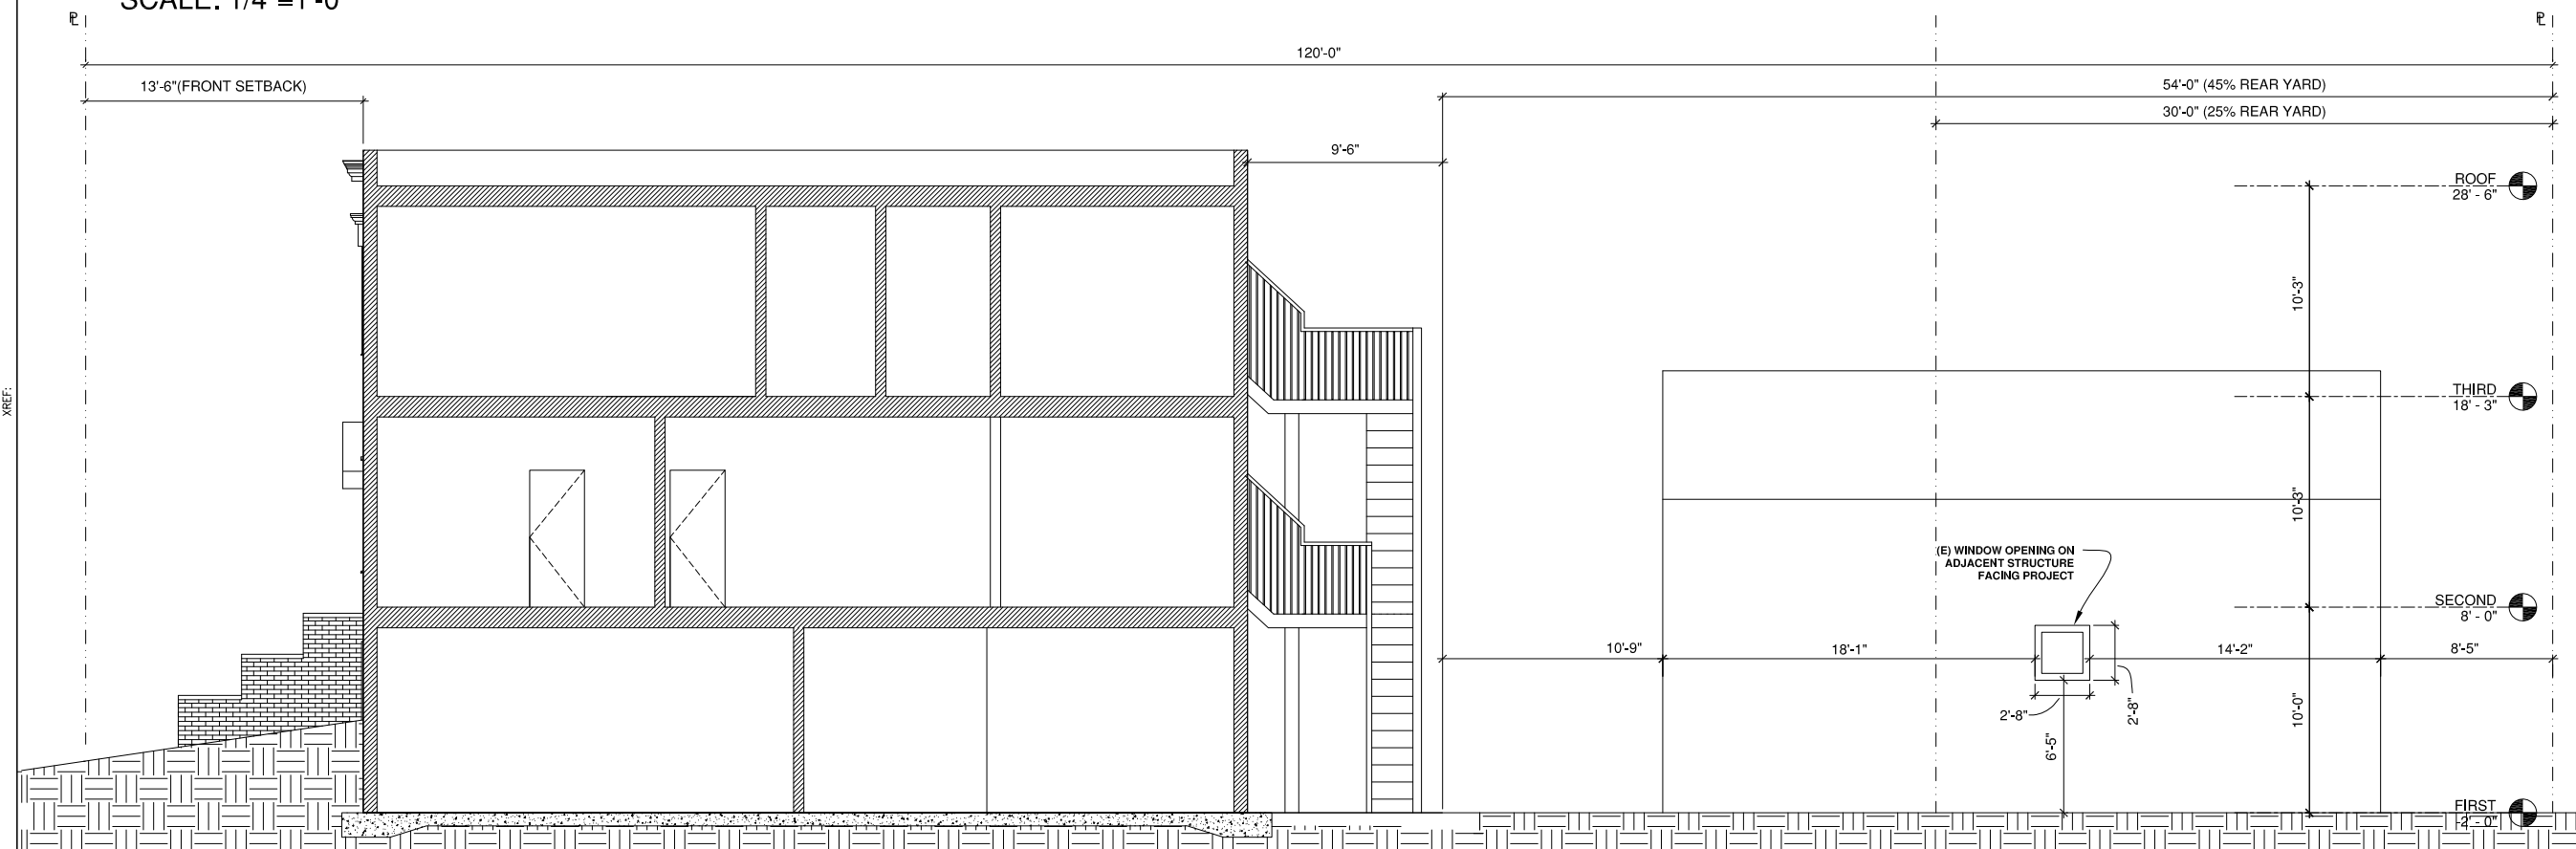 SCALE: 1/4"=1'-0"
120'-0"
13'-6"(FRONT SETBACK)
54'-0" (45% REAR YARD)
30'-0" (25% REAR YARD)
9'-6"
ROOF
28' - 6"
10'-3"
THIRD
18' - 3"
XREF:
10'-3"
(E) WINDOW OPENING ON
ADJACENT STRUCTURE
FACING PROJECT
SECOND
8' - 0"
10'-9"
18'-1"
14'-2"
8'-5"
2'-8"
2'-8"
6'-5"
10'-0"
FIRST
-2' - 0"